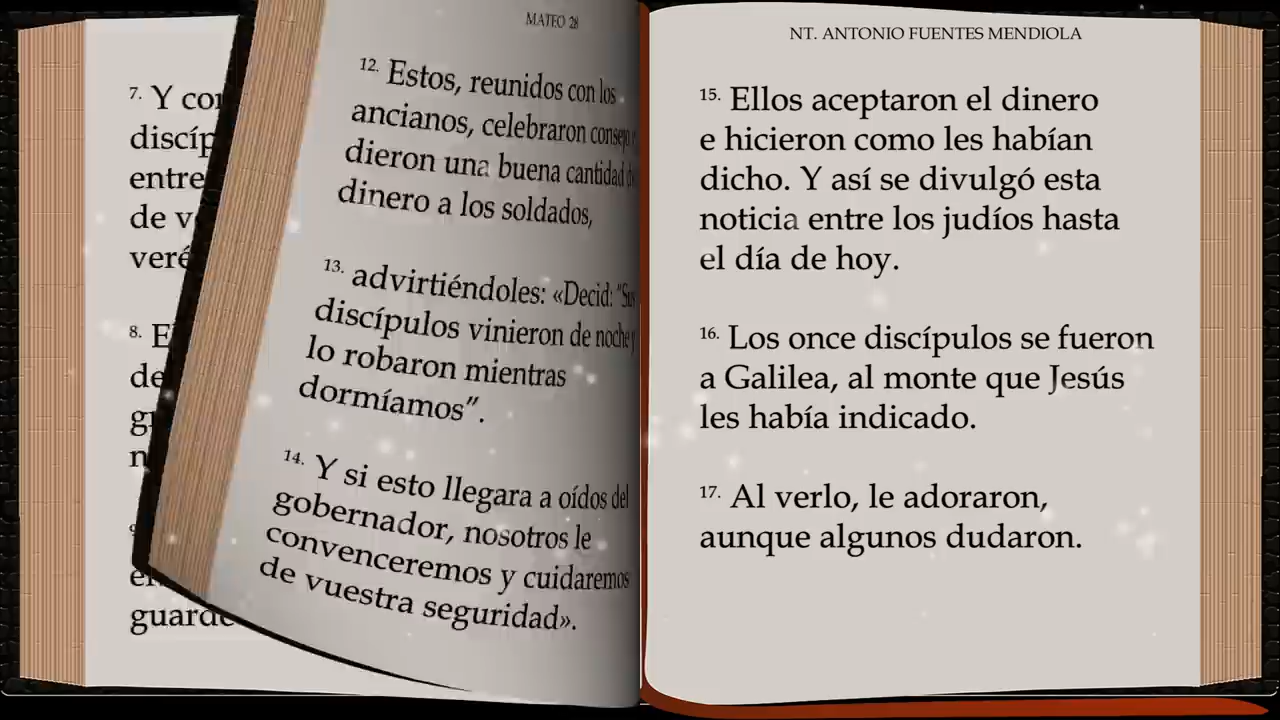 7. Y
discíp
entre
de v
veré
8. E
de
n
guarde
MATEO 28
12. Estos, reunidos con los
ancianos, celebraron consejo
dieron una buena cantidad
dinero a los soldados,
13. advirtiéndoles: «Decid: "Sus
discípulos vinieron de noche y
lo robaron mientras
dormíamos”.
14. Y si esto llegara a oídos del
gobernador, nosotros le
convenceremos y cuidaremos
de vuestra seguridad».
NT. ANTONIO FUENTES MENDIOLA
15. Ellos aceptaron el dinero
e hicieron como les habían
dicho. Y así se divulgó esta
noticia entre los judíos hasta
el día de hoy.
16. Los once discípulos se fueron
a Galilea, al monte que Jesús
les había indicado.
17. Al verlo, le adoraron,
aunque algunos dudaron.